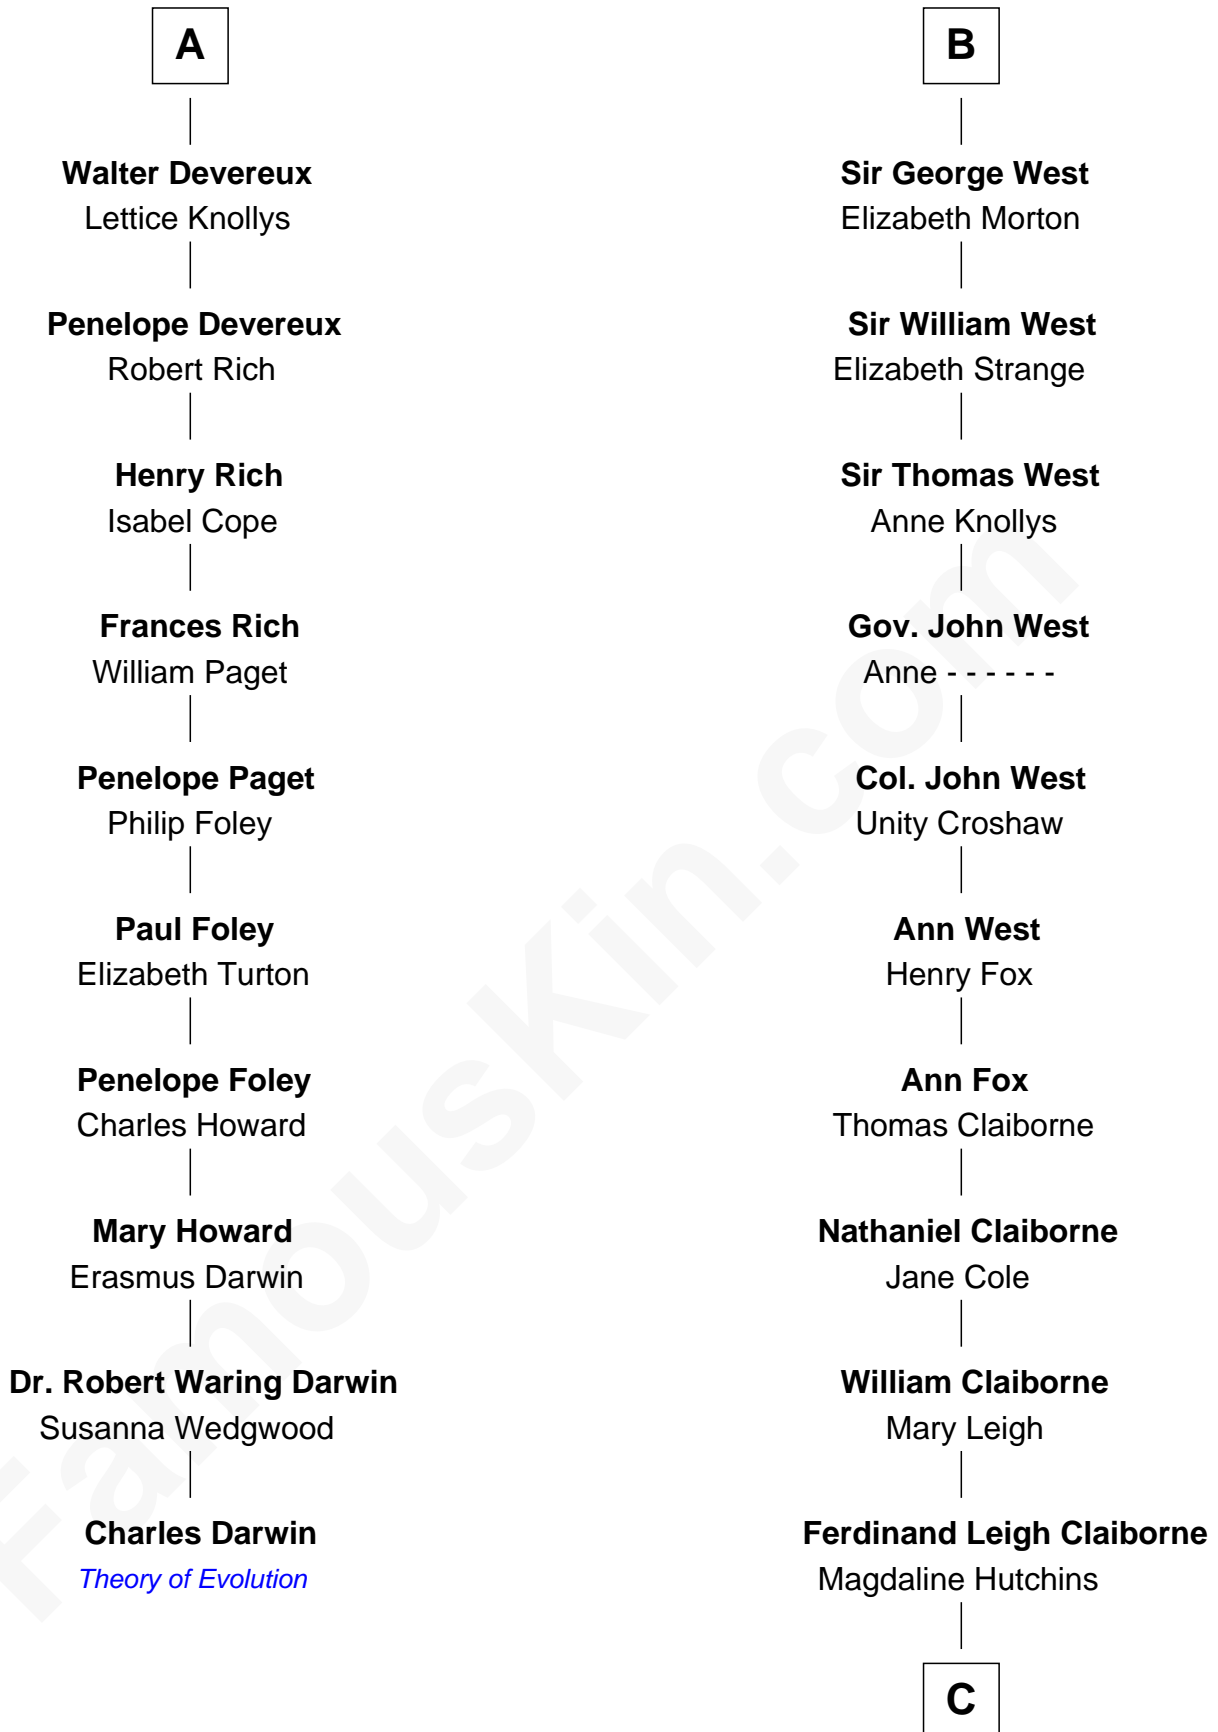 A
Walter Devereux
Lettice Knollys
Penelope Devereux
Robert Rich
Henry Rich
Isabel Cope
Frances Rich
William Paget
Penelope Paget
Philip Foley
Paul Foley
Elizabeth Turton
Penelope Foley
Charles Howard
Mary Howard
Erasmus Darwin
Dr. Robert Waring Darwin
Susanna Wedgwood
Charles Darwin
Theory of Evolution
B
Sir George West
Elizabeth Morton
Sir William West
Elizabeth Strange
Sir Thomas West
Anne Knollys
Gov. John West
Anne - - - - - -
Col. John West
Unity Croshaw
Ann West
Henry Fox
Ann Fox
Thomas Claiborne
Nathaniel Claiborne
Jane Cole
William Claiborne
Mary Leigh
Ferdinand Leigh Claiborne
Magdaline Hutchins
C
FamousKin.com